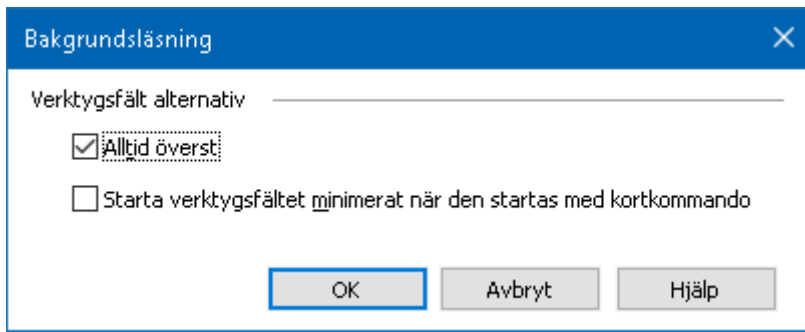 Bakgrundsläsning
Verktygsfält alternativ
Alltid överst
Starta verktygsfältet minimerat när den startas med kortkommando
OK Avbryt Hjälp